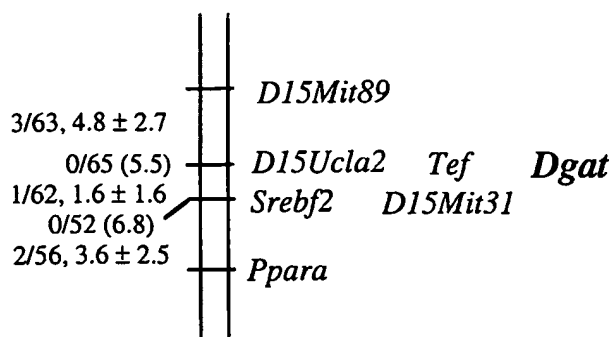 D15Mit89
3/63, 4.8 ± 2.7
0/65 (5.5) D15Ucla2 Tef Dgat
1/62, 1.6 ± 1.6 Srebf2 D15Mit31
0/52 (6.8)
2/56, 3.6 ± 2.5 Ppara